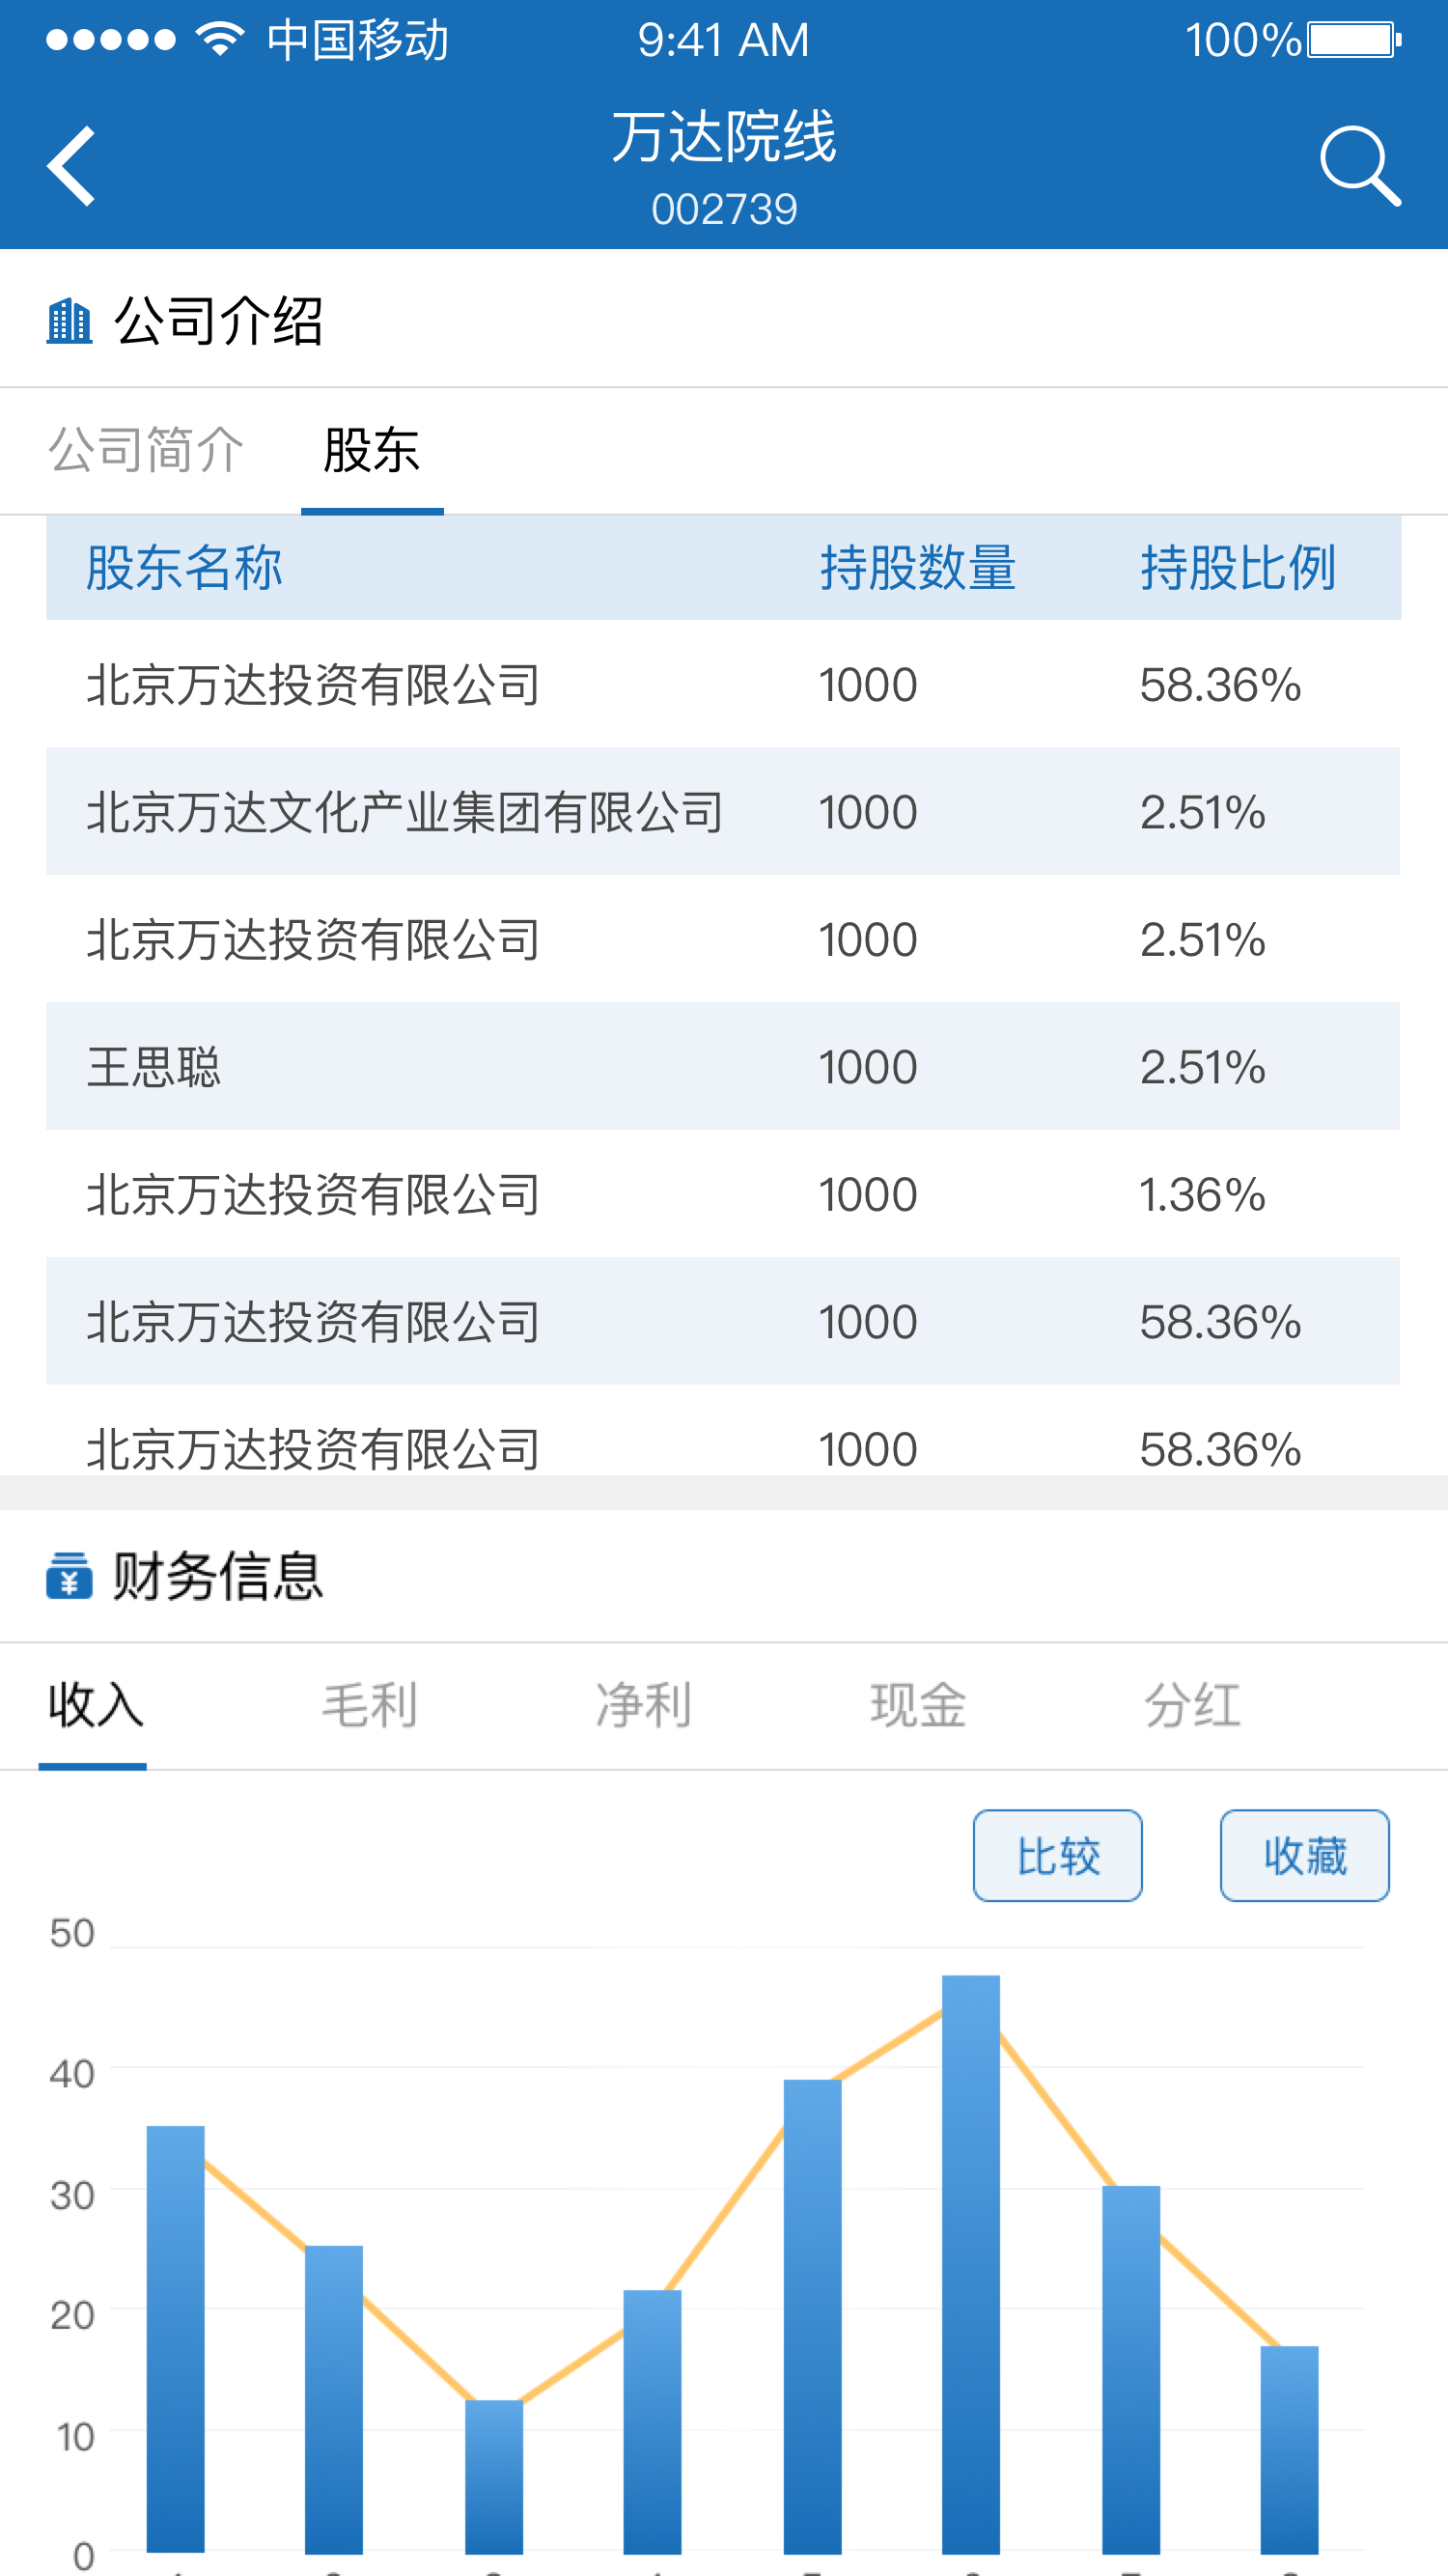 中国移动 9:41 AM 100%
万达院线
002739
公司介绍
公司简介 股东
股东名称 持股数量 持股比例
北京万达投资有限公司 1000 58.36%
北京万达文化产业集团有限公司 1000 2.51%
北京万达投资有限公司 1000 2.51%
王思聪 1000 2.51%
北京万达投资有限公司 1000 1.36%
北京万达投资有限公司 1000 58.36%
北京万达投资有限公司 1000 58.36%
¥ 财务信息
收入 毛利 净利 现金 分红
比较 收藏
50
40
30
20
10
0